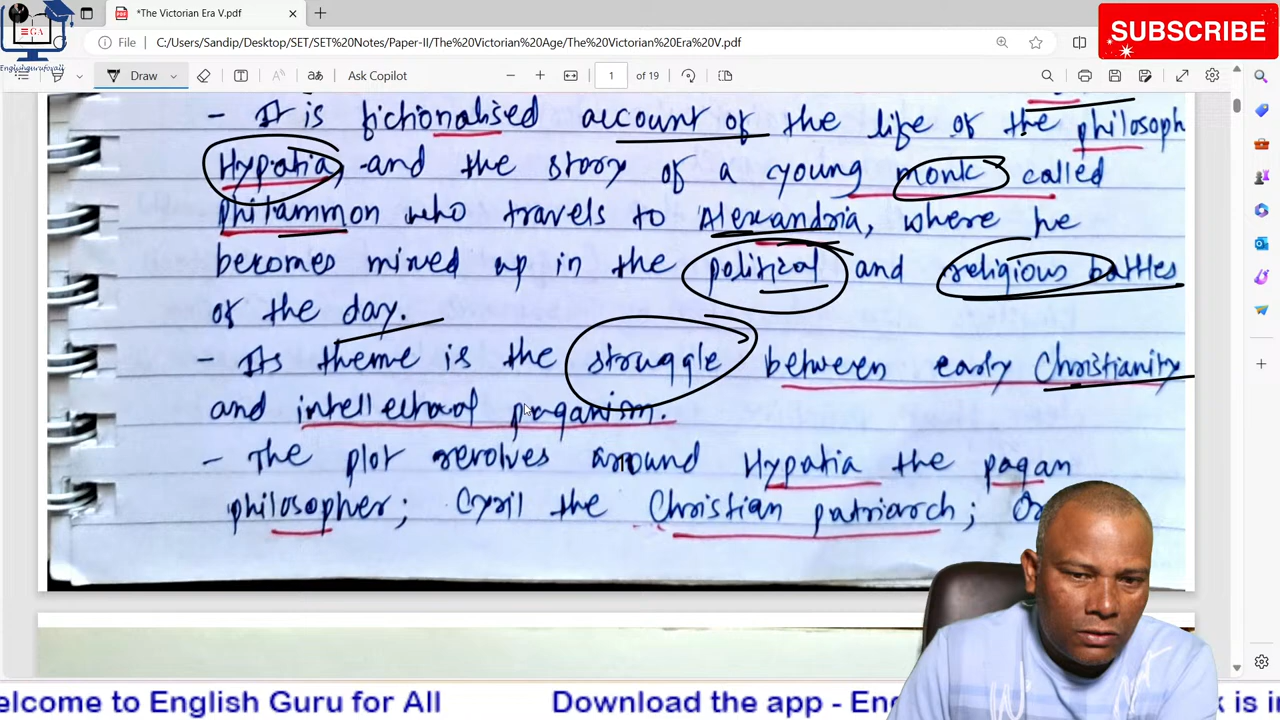 *The Victorian Era V.pdf
SUBSCRIBE
EGA
Englishguruforall
File C:/Users/Sandip/Desktop/SET/SET%20Notes/Paper-II/The%20Victorian%20Age/The%20Victorian%20Era%20V.pdf
Draw Ask Copilot 1 of 19
- It is fictionalised account of the life of the philosoph
Hypatia, and the story of a young monk called
philammon who travels to Alexandria, where he
becomes mixed up in the political and religious battles
of the day.
- Its theme is the struggle between early Christianity
and intellectual paganism.
- The plot revolves around Hypatia the pagan
philosopher; Cyril the Christian patriarch; Or
elcome to English Guru for All Download the app - En k is i